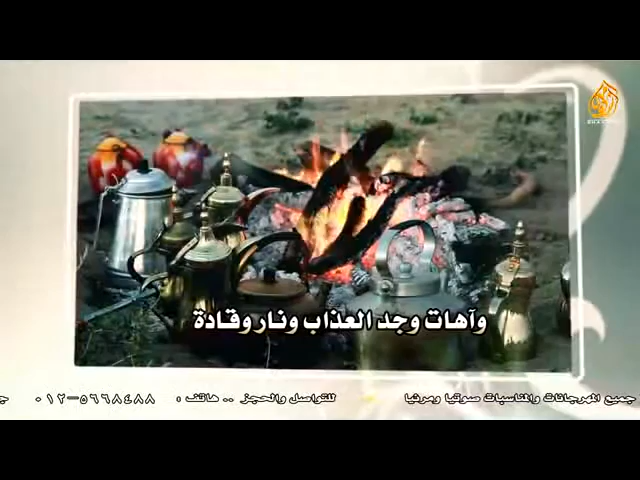 وآهات وجد العذاب ونار وقادة
جميع المهرجانات والمناسبات صوتيا ومرئيا للتواصل والحجز .. هاتف : ٠١٢-٥٦٦٨٤٨٨ ج